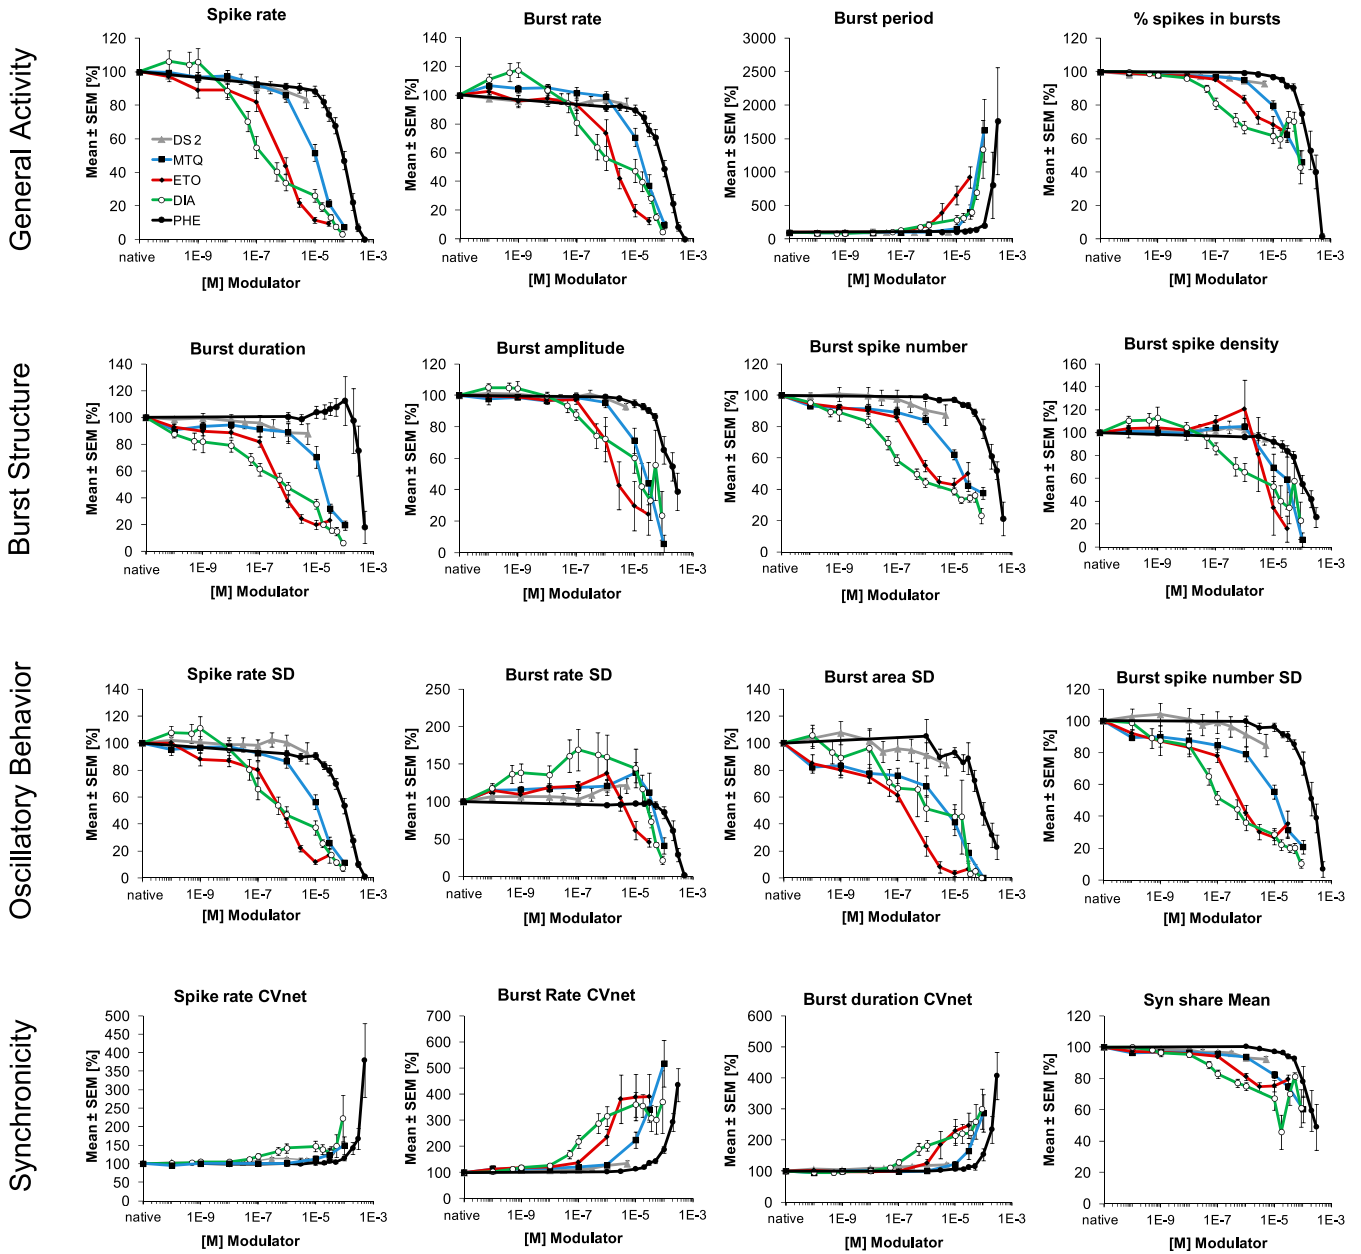 General Activity
Spike rate
Mean ± SEM [%]
120
100
80
60
40
20
0
DS 2
MTQ
ETO
DIA
PHE
native 1E-9 1E-7 1E-5 1E-3
[M] Modulator
Burst rate
Mean ± SEM [%]
140
120
100
80
60
40
20
0
native 1E-9 1E-7 1E-5 1E-3
[M] Modulator
Burst period
Mean ± SEM [%]
3000
2500
2000
1500
1000
500
0
native 1E-9 1E-7 1E-5 1E-3
[M] Modulator
% spikes in bursts
Mean ± SEM [%]
120
100
80
60
40
20
0
native 1E-9 1E-7 1E-5 1E-3
[M] Modulator
Burst Structure
Burst duration
Mean ± SEM [%]
140
120
100
80
60
40
20
0
native 1E-9 1E-7 1E-5 1E-3
[M] Modulator
Burst amplitude
Mean ± SEM [%]
120
100
80
60
40
20
0
native 1E-9 1E-7 1E-5 1E-3
[M] Modulator
Burst spike number
Mean ± SEM [%]
120
100
80
60
40
20
0
native 1E-9 1E-7 1E-5 1E-3
[M] Modulator
Burst spike density
Mean ± SEM [%]
160
140
120
100
80
60
40
20
0
native 1E-9 1E-7 1E-5 1E-3
[M] Modulator
Oscillatory Behavior
Spike rate SD
Mean ± SEM [%]
140
120
100
80
60
40
20
0
native 1E-9 1E-7 1E-5 1E-3
[M] Modulator
Burst rate SD
Mean ± SEM [%]
250
200
150
100
50
0
native 1E-9 1E-7 1E-5 1E-3
[M] Modulator
Burst area SD
Mean ± SEM [%]
140
120
100
80
60
40
20
0
native 1E-9 1E-7 1E-5 1E-3
[M] Modulator
Burst spike number SD
Mean ± SEM [%]
120
100
80
60
40
20
0
native 1E-9 1E-7 1E-5 1E-3
[M] Modulator
Synchronicity
Spike rate CVnet
Mean ± SEM [%]
500
450
400
350
300
250
200
150
100
50
0
native 1E-9 1E-7 1E-5 1E-3
[M] Modulator
Burst Rate CVnet
Mean ± SEM [%]
700
600
500
400
300
200
100
0
native 1E-9 1E-7 1E-5 1E-3
[M] Modulator
Burst duration CVnet
Mean ± SEM [%]
600
500
400
300
200
100
0
native 1E-9 1E-7 1E-5 1E-3
[M] Modulator
Syn share Mean
Mean ± SEM [%]
120
100
80
60
40
20
0
native 1E-9 1E-7 1E-5 1E-3
[M] Modulator